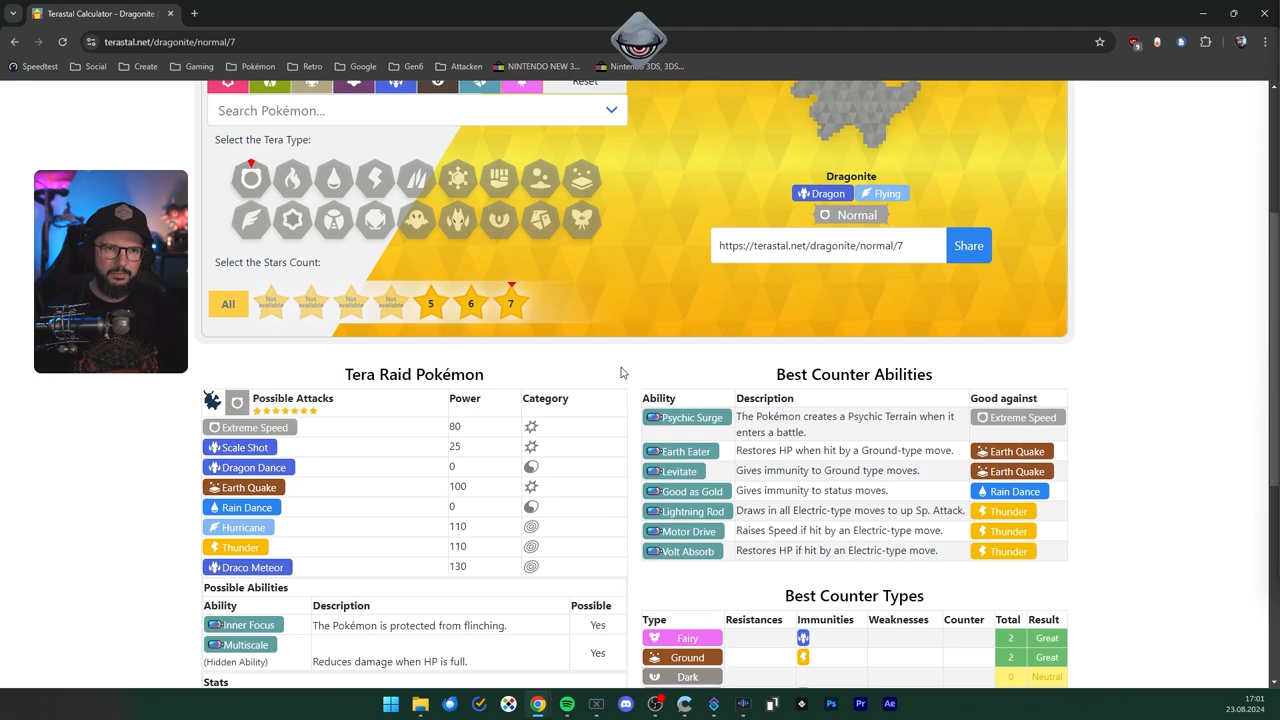 Terastal Calculator - Dragonite
terastal.net/dragonite/normal/7
9
Speedtest Social Create Gaming Pokémon Retro Google Gen6 Attacken NINTENDO NEW 3... Nintendo 3DS, 3DS...
Reset
Search Pokémon...
Select the Tera Type:
Dragonite
Dragon Flying
Normal
https://terastal.net/dragonite/normal/7 Share
Select the Stars Count:
All Not available Not available Not available Not available 5 6 7
Tera Raid Pokémon
Possible Attacks Power Category
Extreme Speed 80
Scale Shot 25
Dragon Dance 0
Earth Quake 100
Rain Dance 0
Hurricane 110
Thunder 110
Draco Meteor 130
Possible Abilities
Ability Description Possible
Inner Focus The Pokémon is protected from flinching. Yes
Multiscale
(Hidden Ability) Reduces damage when HP is full. Yes
Stats
Best Counter Abilities
Ability Description Good against
Psychic Surge The Pokémon creates a Psychic Terrain when it Extreme Speed
enters a battle.
Earth Eater Restores HP when hit by a Ground-type move. Earth Quake
Levitate Gives immunity to Ground type moves. Earth Quake
Good as Gold Gives immunity to status moves. Rain Dance
Lightning Rod Draws in all Electric-type moves to up Sp. Attack. Thunder
Motor Drive Raises Speed if hit by an Electric-type move. Thunder
Volt Absorb Restores HP if hit by an Electric-type move. Thunder
Best Counter Types
Type Resistances Immunities Weaknesses Counter Total Result
Fairy 2 Great
Ground 2 Great
Dark 0 Neutral
17:01
23.08.2024